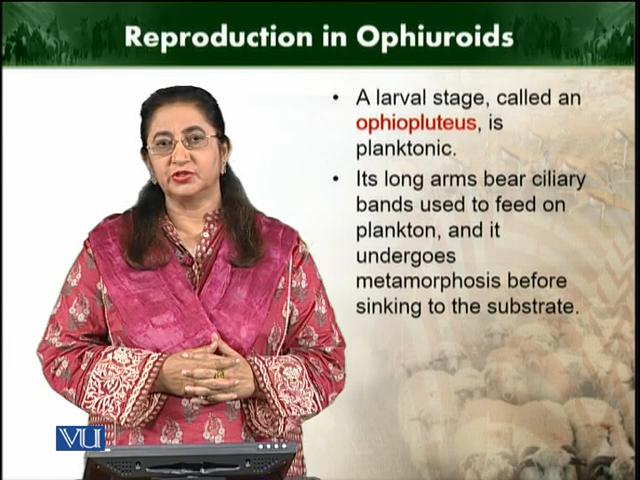 Reproduction in Ophiuroids
• A larval stage, called an
ophiopluteus, is
planktonic.
• Its long arms bear ciliary
bands used to feed on
plankton, and it
undergoes
metamorphosis before
sinking to the substrate.
VU